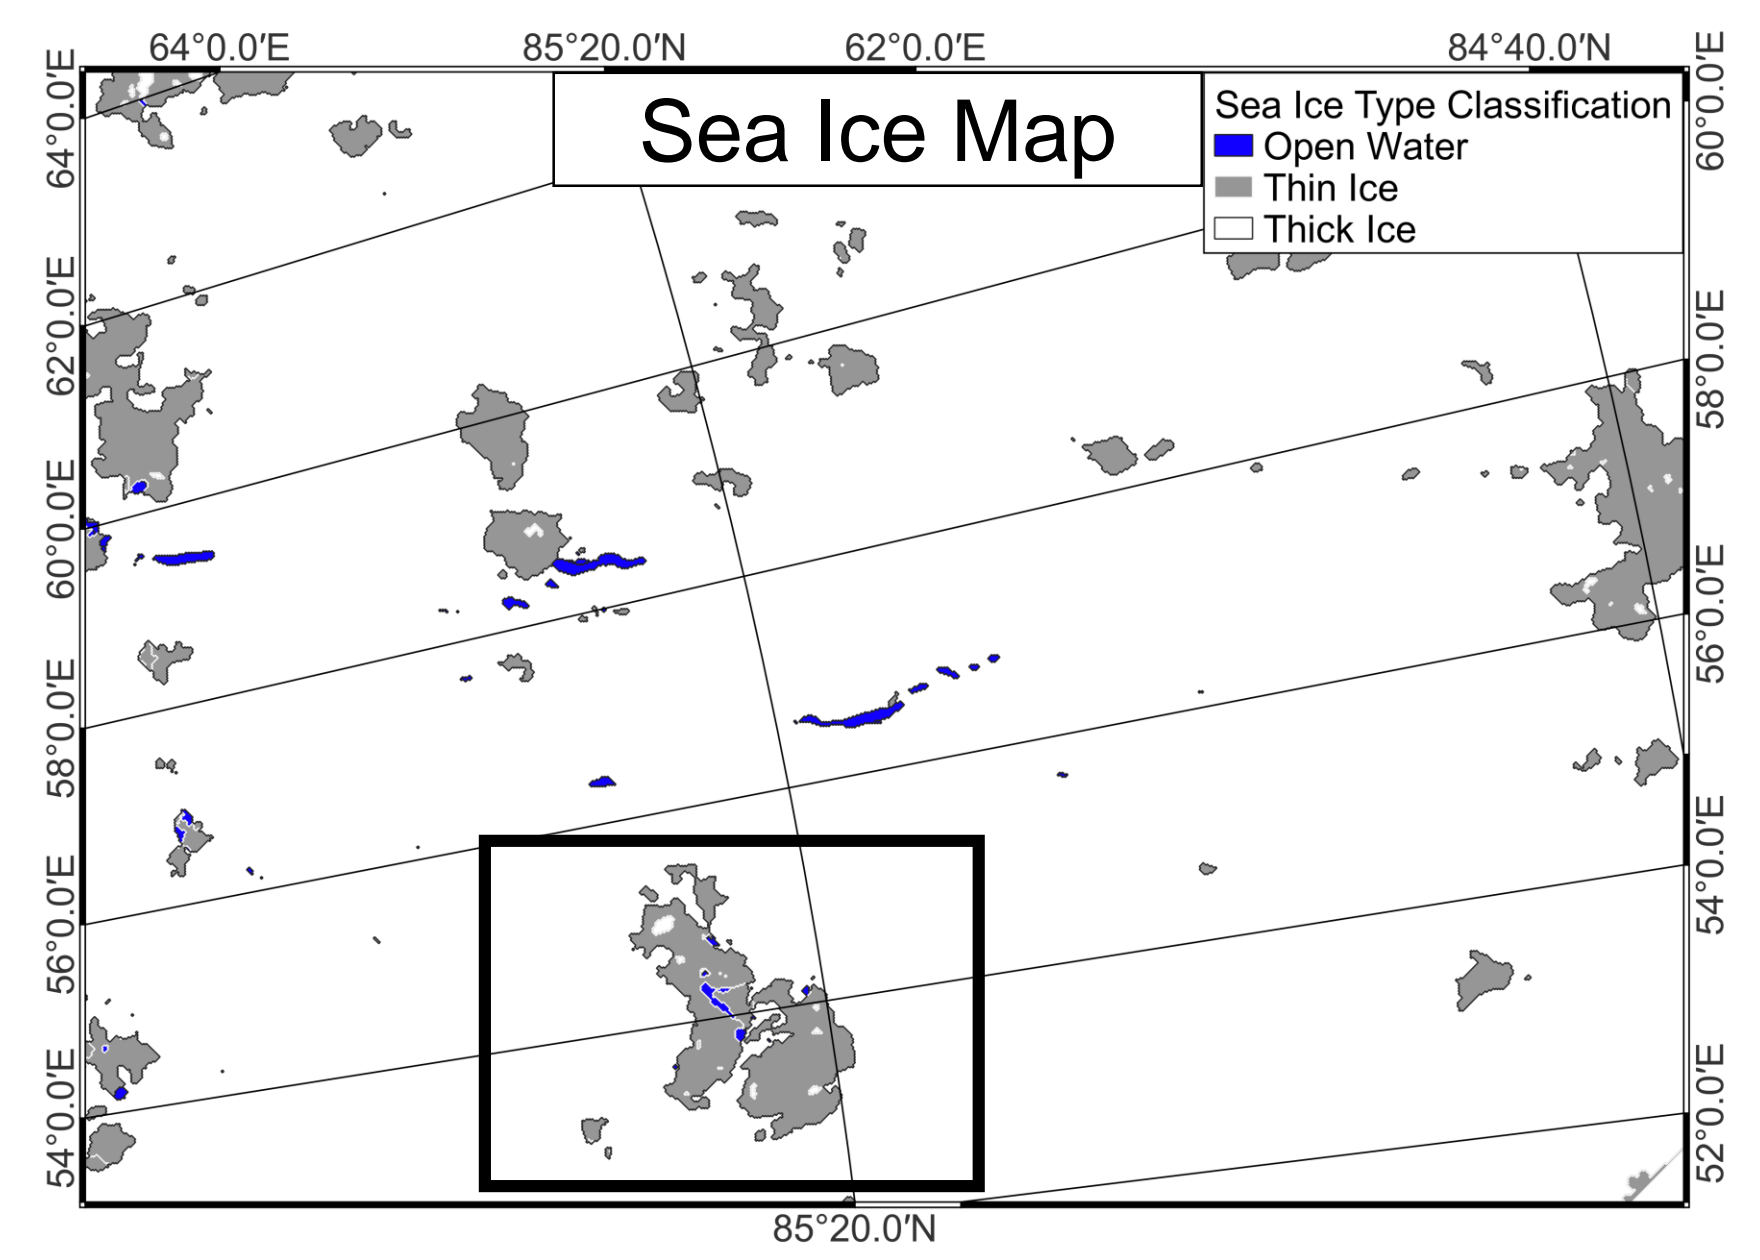 64°0.0′E
85°20.0′N
62°0.0′E
84°40.0′N
Sea Ice Map
Sea Ice Type Classification
Open Water
Thin Ice
Thick Ice
64°0.0′E
62°0.0′E
60°0.0′E
58°0.0′E
56°0.0′E
54°0.0′E
60°0.0′E
58°0.0′E
56°0.0′E
54°0.0′E
52°0.0′E
85°20.0′N